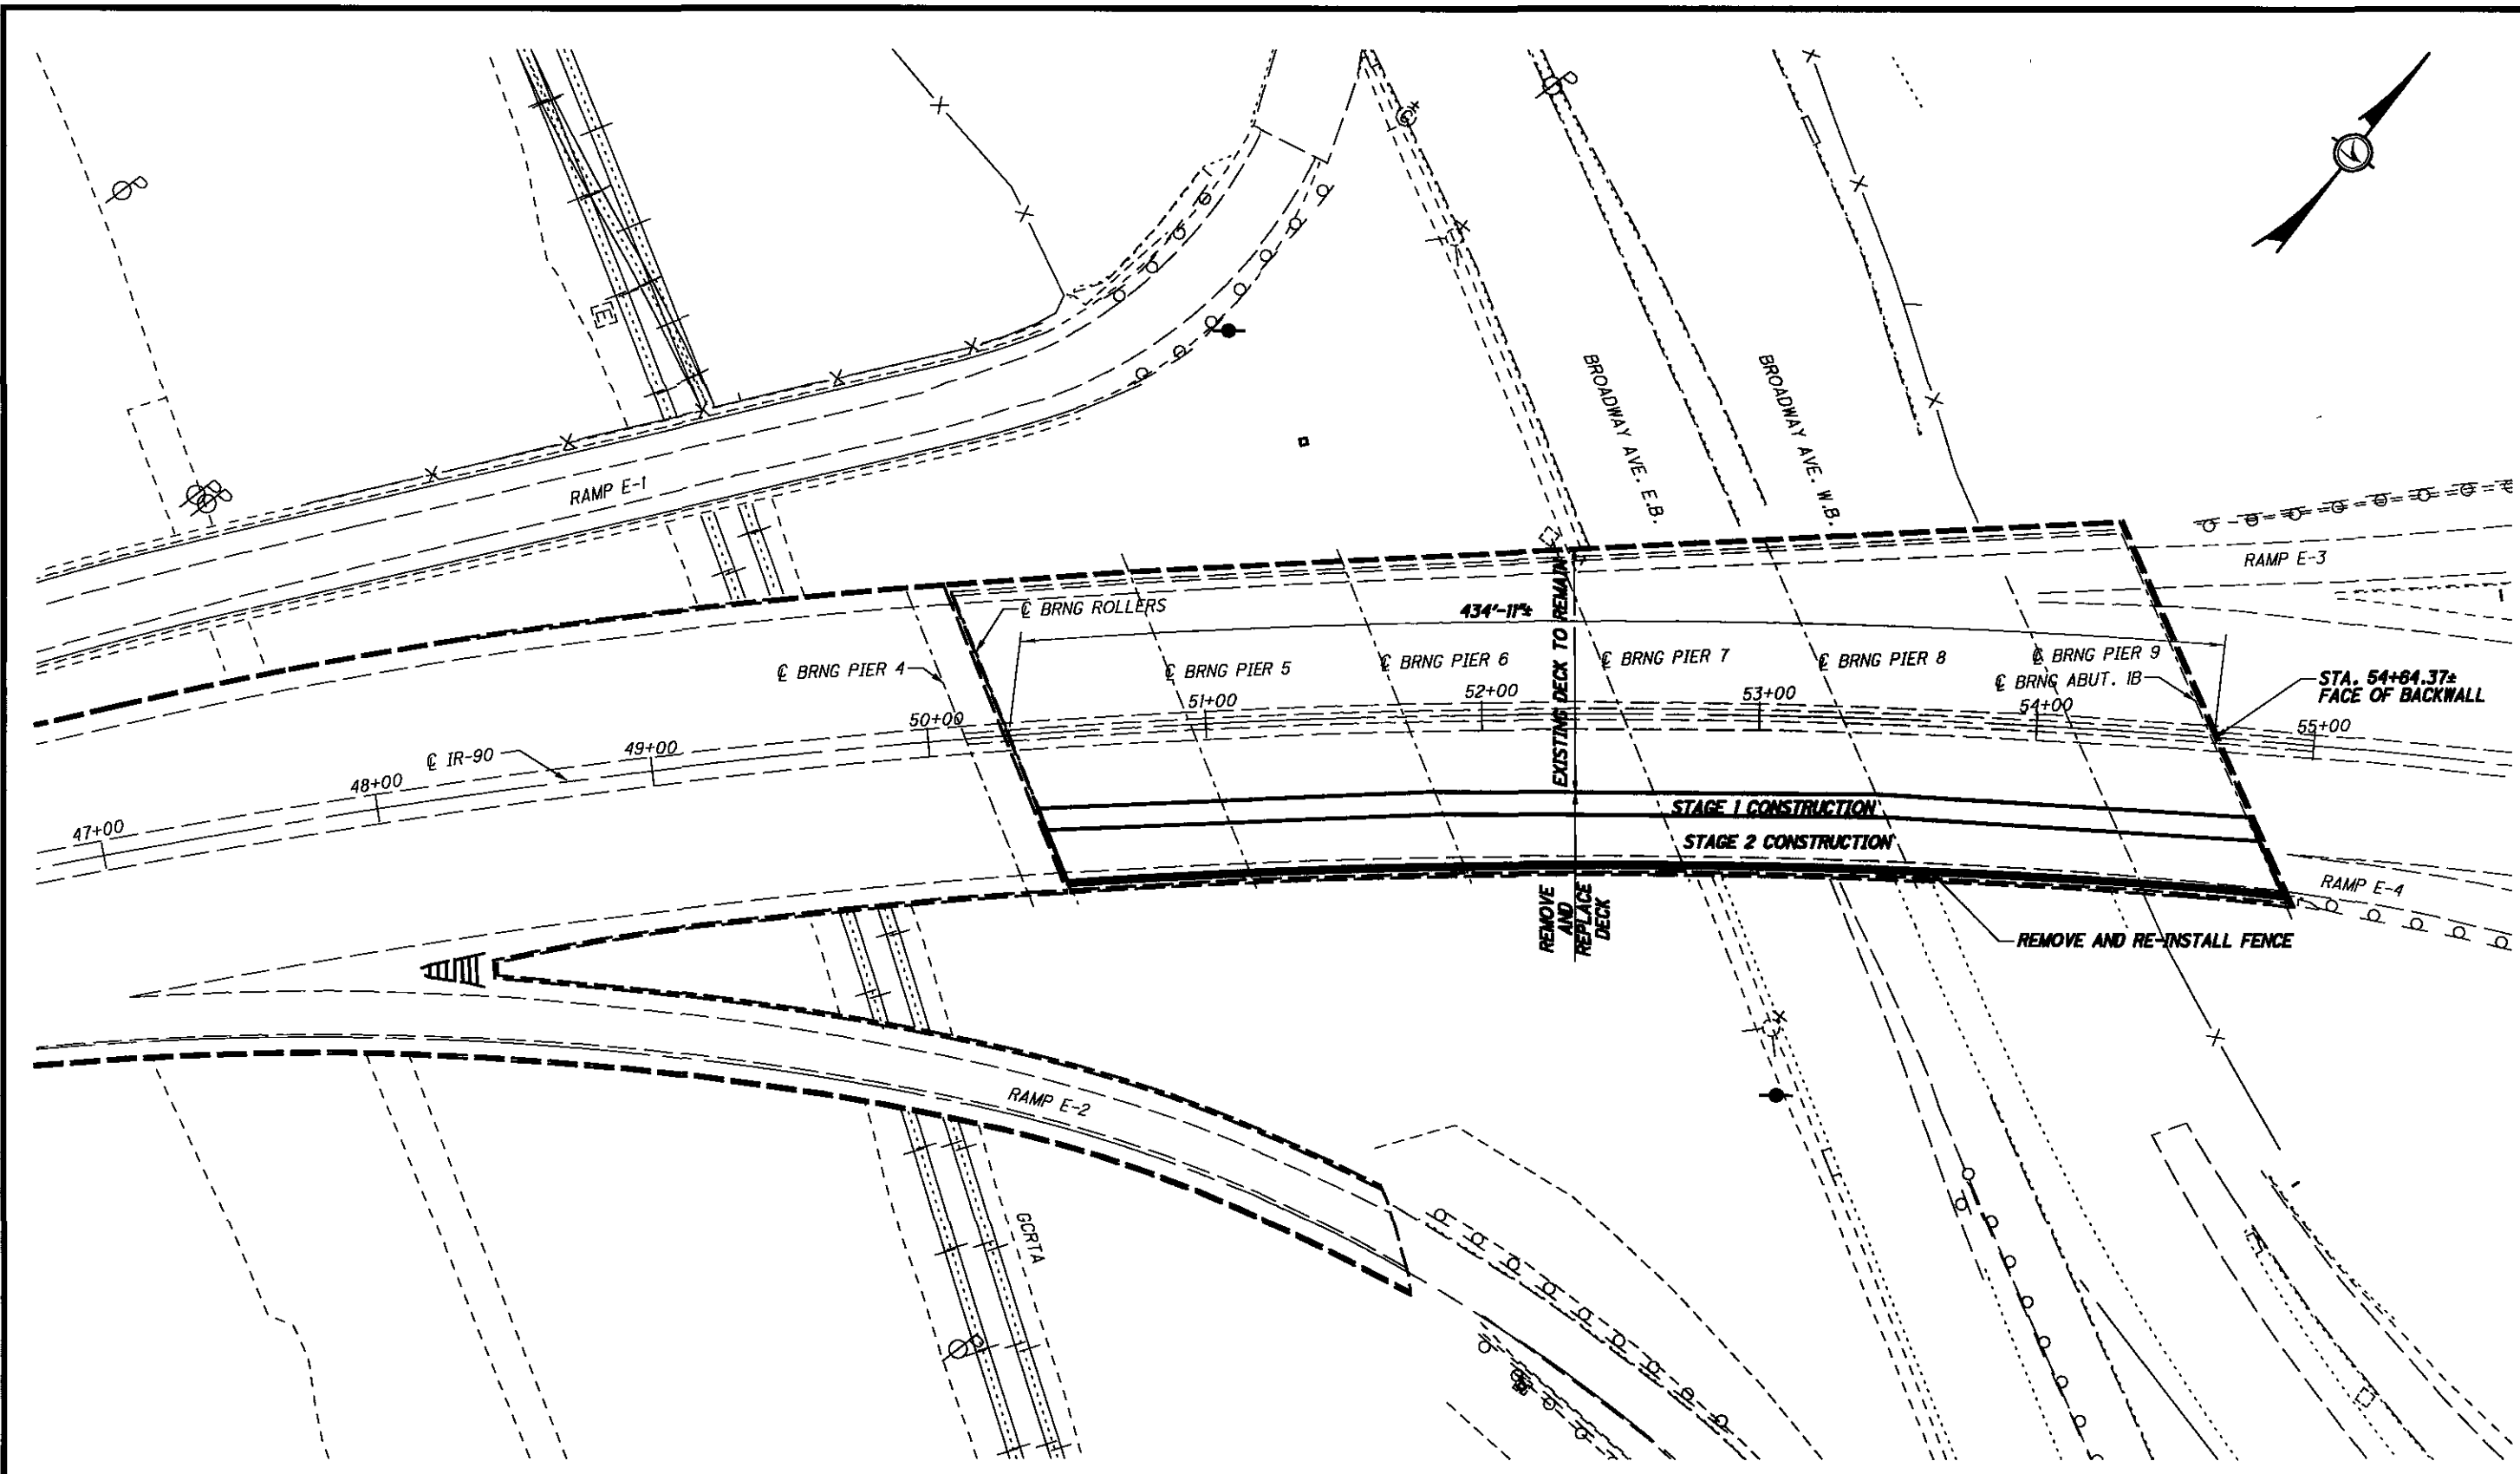 BROADWAY AVE. E.B.
BROADWAY AVE. W.B.
E
RAMP E-1
RAMP E-3
℄ BRNG ROLLERS
434'-11"±
EXISTING DECK TO REMAIN
℄ BRNG PIER 4
℄ BRNG PIER 5
℄ BRNG PIER 6
℄ BRNG PIER 7
℄ BRNG PIER 8
℄ BRNG PIER 9
℄ BRNG ABUT. 1B
STA. 54+64.37±
FACE OF BACKWALL
℄ IR-90
47+00
48+00
49+00
50+00
51+00
52+00
53+00
54+00
55+00
STAGE 1 CONSTRUCTION
STAGE 2 CONSTRUCTION
REMOVE
AND
REPLACE
DECK
RAMP E-4
REMOVE AND RE-INSTALL FENCE
RAMP E-2
GCRTA